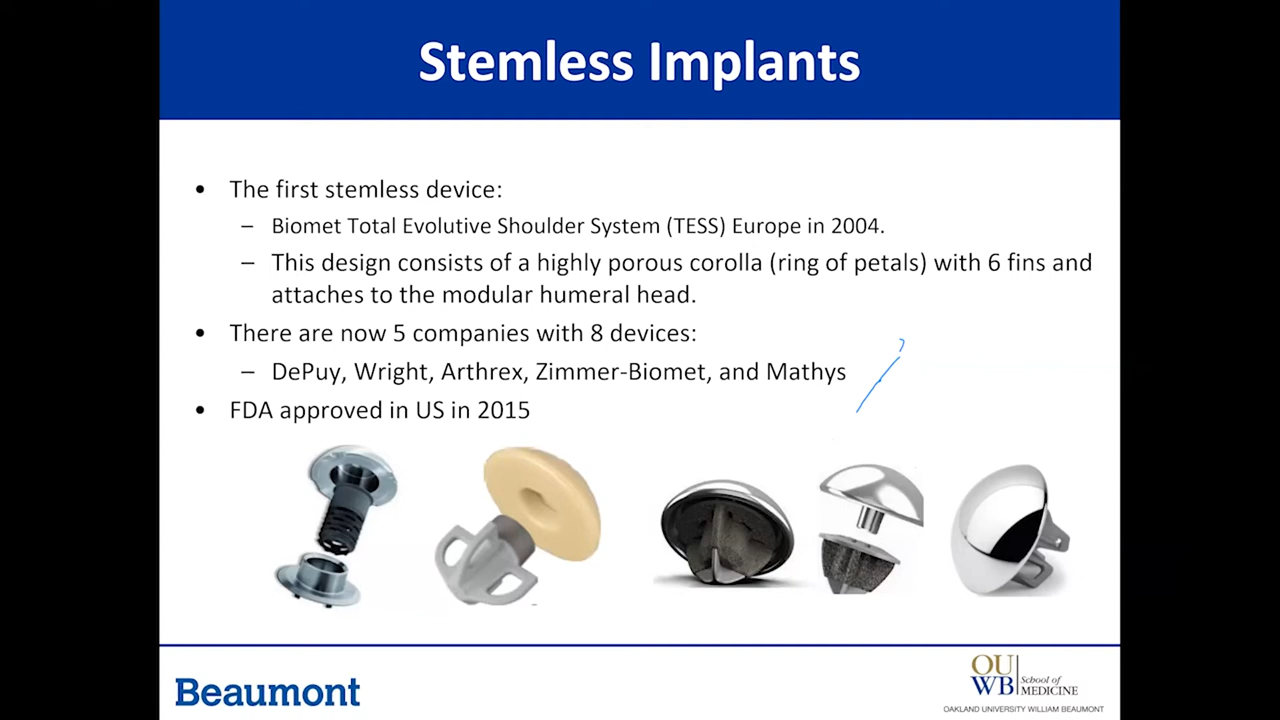 Stemless Implants
• The first stemless device:
– Biomet Total Evolutive Shoulder System (TESS) Europe in 2004.
– This design consists of a highly porous corolla (ring of petals) with 6 fins and
attaches to the modular humeral head.
• There are now 5 companies with 8 devices:
– DePuy, Wright, Arthrex, Zimmer-Biomet, and Mathys
• FDA approved in US in 2015
Beaumont
OU
WB
School of
MEDICINE
OAKLAND UNIVERSITY WILLIAM BEAUMONT